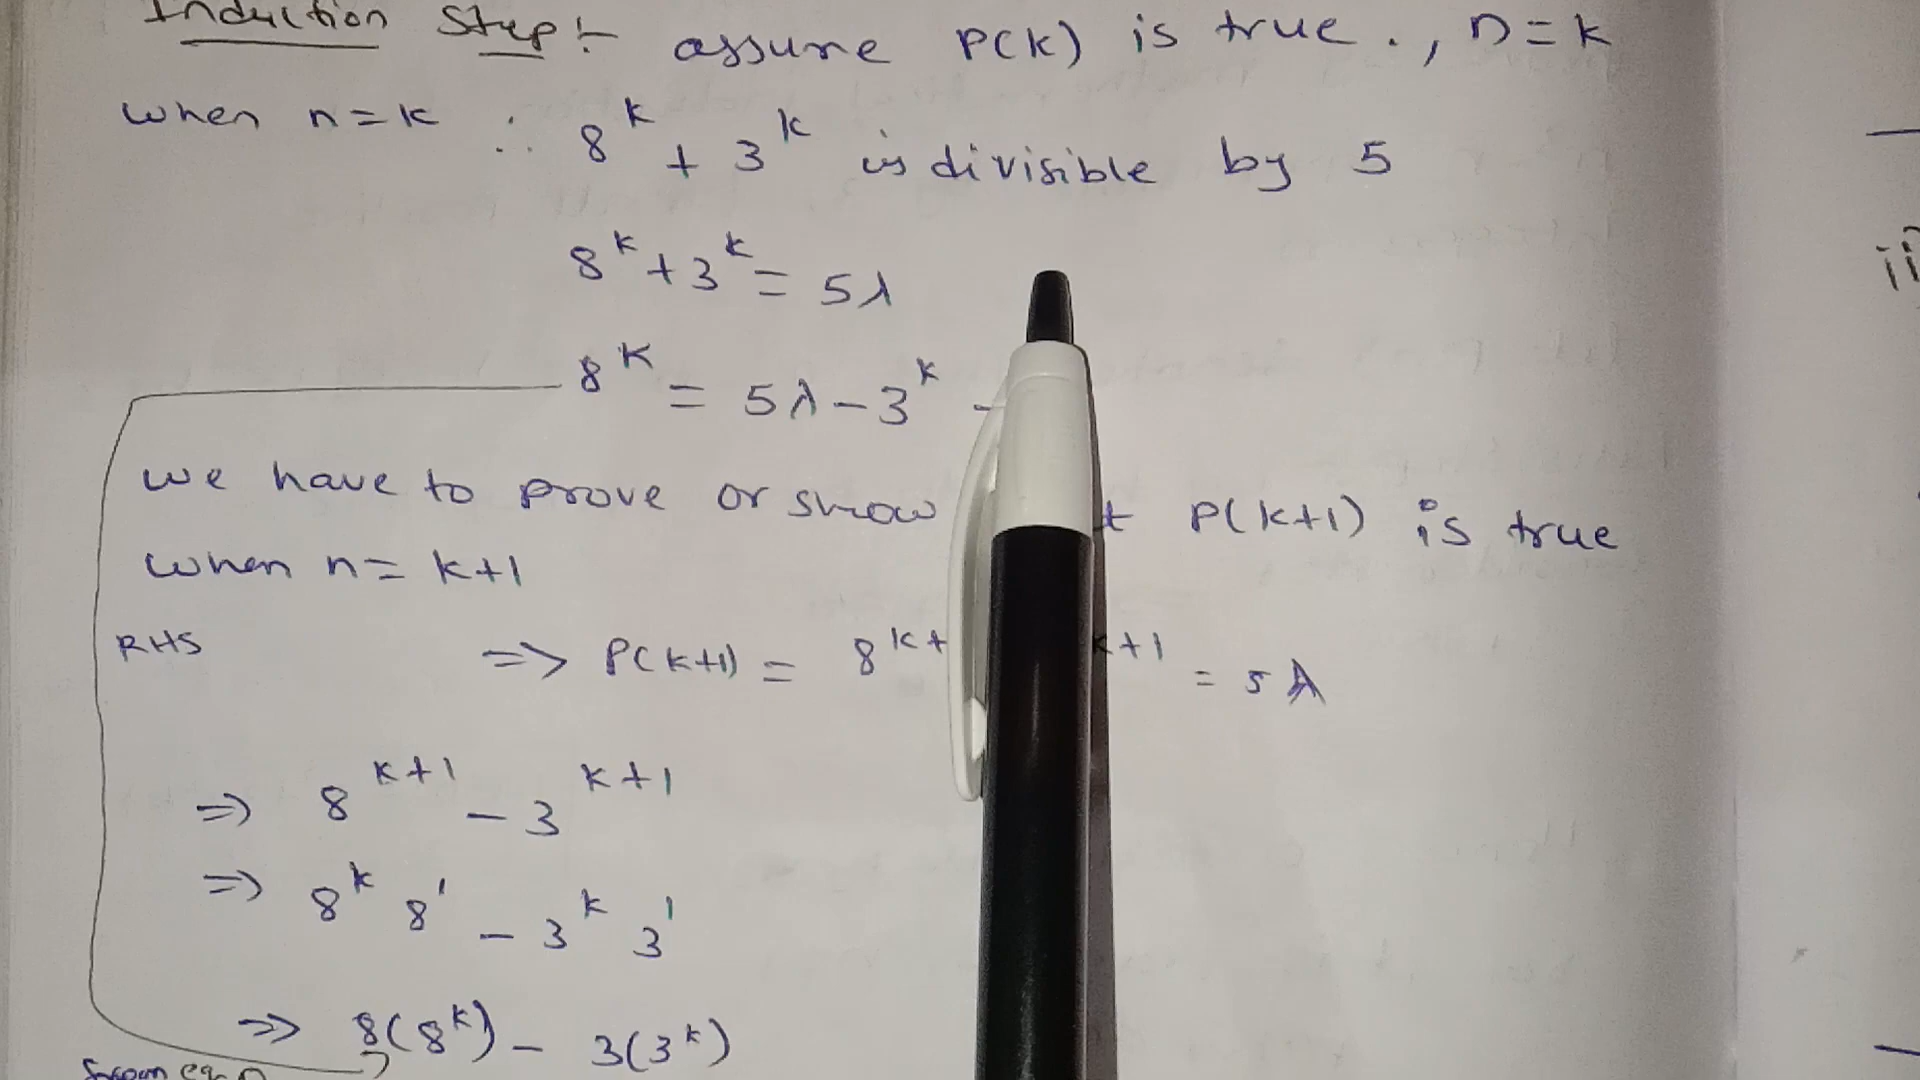 Induction Step:- assume P(k) is true., n=k
when n=k ∴ 8^k + 3^k is divisible by 5
8^k + 3^k = 5λ
8^k = 5λ - 3^k -
we have to prove or show t P(k+1) is true
when n= k+1
RHS => P(k+1) = 8^k+ k+1 = 5λ
=> 8^k+1 - 3^k+1
=> 8^k 8^1 - 3^k 3^1
=> 8(8^k) - 3(3^k)
ii